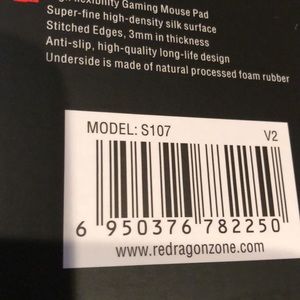 flexibility Gaming Mouse Pad
Super-fine high-density silk surface
Stitched Edges, 3mm in thickness
Anti-slip, high-quality long-life design
Underside is made of natural processed foam rubber
MODEL: S107 V2
6 950376 782250
www.redragonzone.com